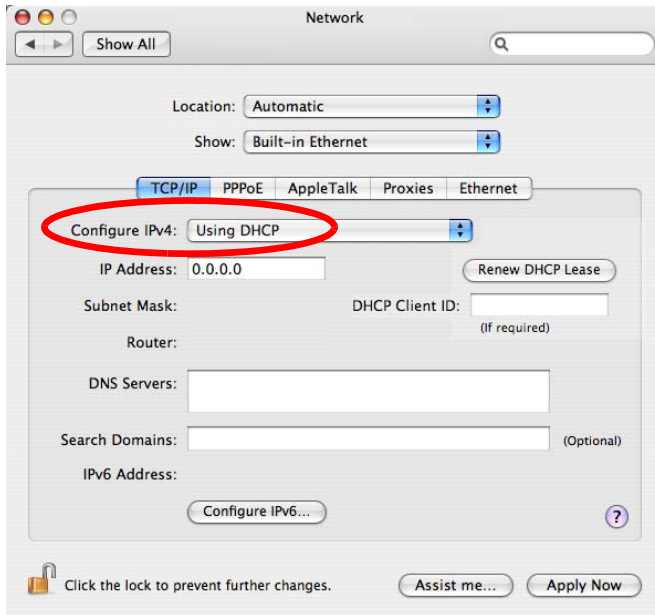 Network
Show All
Location: Automatic
Show: Built-in Ethernet
TCP/IP PPPoE AppleTalk Proxies Ethernet
Configure IPv4: Using DHCP
IP Address: 0.0.0.0 Renew DHCP Lease
Subnet Mask: DHCP Client ID:
(If required)
Router:
DNS Servers:
Search Domains: (Optional)
IPv6 Address:
Configure IPv6... ?
Click the lock to prevent further changes. Assist me... Apply Now